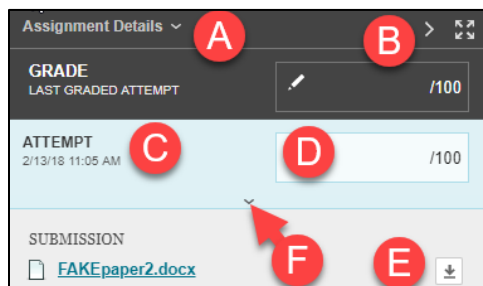 Assignment Details A B
GRADE
LAST GRADED ATTEMPT
/100
ATTEMPT
2/13/18 11:05 AM
C D
/100
SUBMISSION
FAKEpaper2.docx
F E